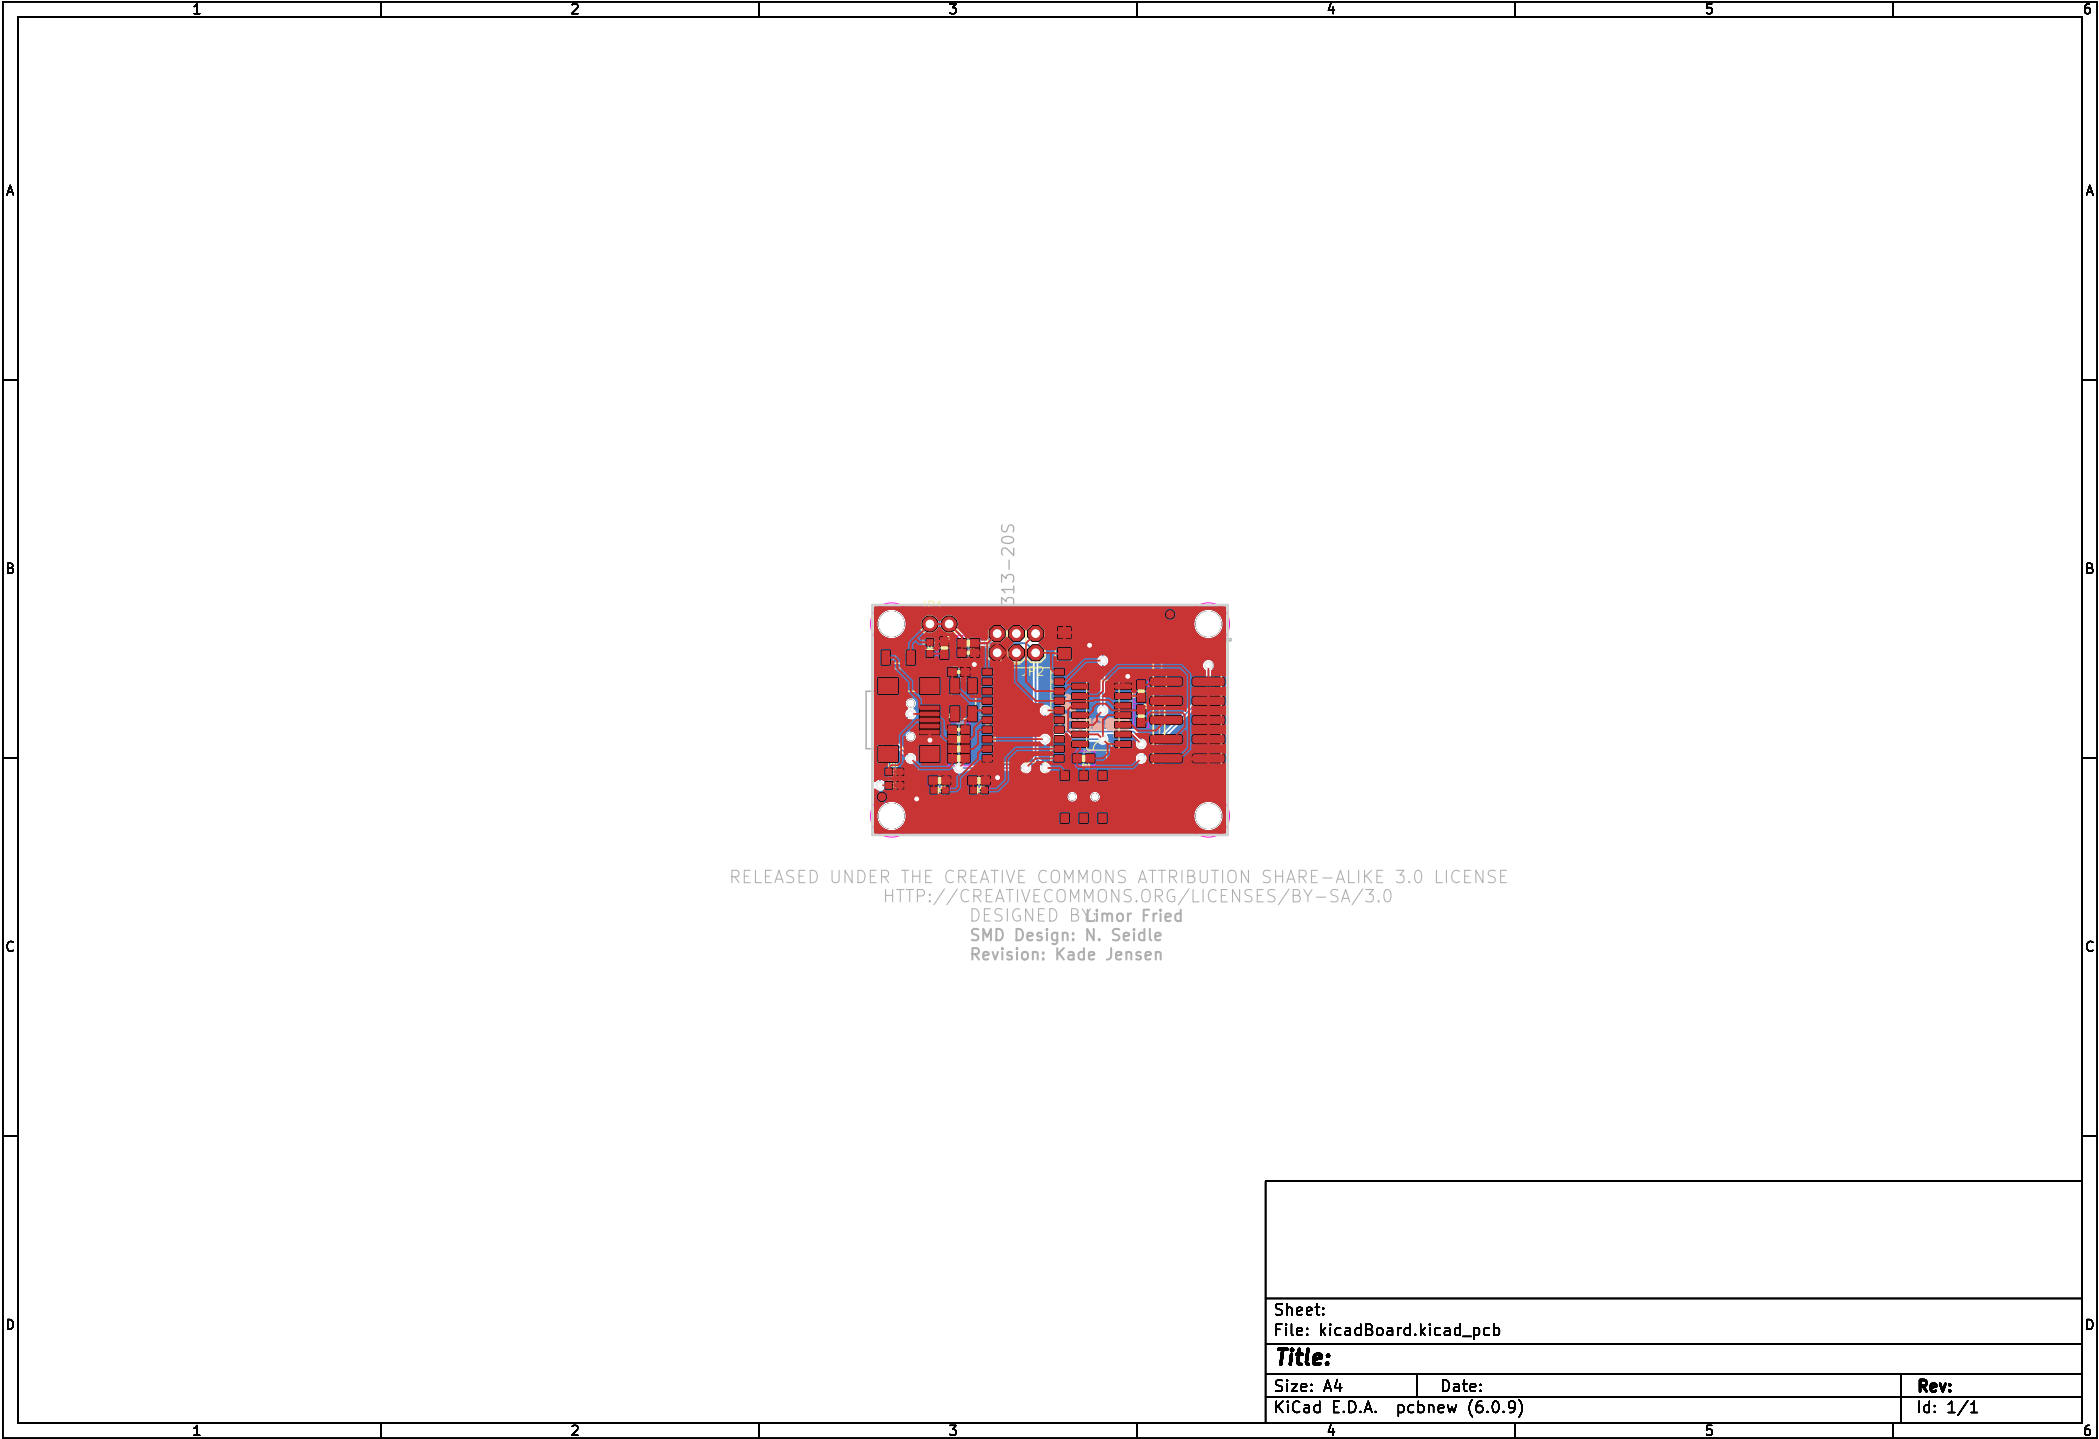 1 2 3 4 5 6
A A
313-20S
B B
JP2
RELEASED UNDER THE CREATIVE COMMONS ATTRIBUTION SHARE-ALIKE 3.0 LICENSE
HTTP://CREATIVECOMMONS.ORG/LICENSES/BY-SA/3.0
DESIGNED BY: Limor Fried
SMD Design: N. Seidle
Revision: Kade Jensen
C C
Sheet:
File: kicadBoard.kicad_pcb
D D
Title:
Size: A4 Date: Rev:
KiCad E.D.A. pcbnew (6.0.9) Id: 1/1
1 2 3 4 5 6